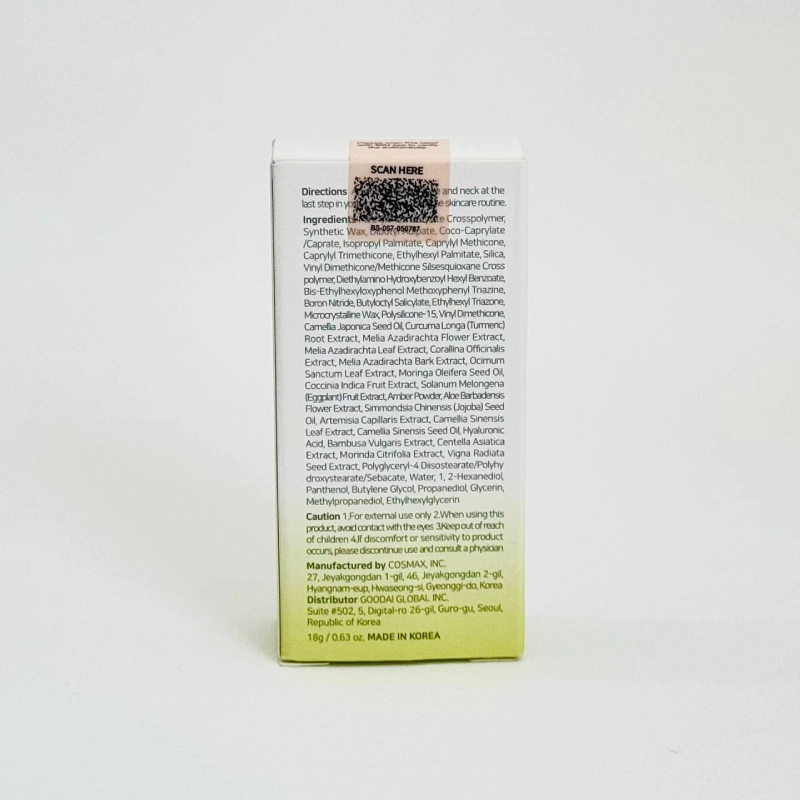 SCAN HERE
BS-057-050787
Directions and neck at the
last step in skincare routine.
Ingredients Crosspolymer,
Synthetic Wax, Dibutyl Adipate, Coco-Caprylate
/Caprate, Isopropyl Palmitate, Caprylyl Methicone,
Caprylyl Trimethicone, Ethylhexyl Palmitate, Silica,
Vinyl Dimethicone/Methicone Silsesquioxane Cross
polymer, Diethylamino Hydroxybenzoyl Hexyl Benzoate,
Bis-Ethylhexyloxyphenol Methoxyphenyl Triazine,
Boron Nitride, Butyloctyl Salicylate, Ethylhexyl Triazone,
Microcrystalline Wax, Polysilicone-15, Vinyl Dimethicone,
Camellia Japonica Seed Oil, Curcuma Longa (Turmeric)
Root Extract, Melia Azadirachta Flower Extract,
Melia Azadirachta Leaf Extract, Corallina Officinalis
Extract, Melia Azadirachta Bark Extract, Ocimum
Sanctum Leaf Extract, Moringa Oleifera Seed Oil,
Coccinia Indica Fruit Extract, Solanum Melongena
(Eggplant) Fruit Extract, Amber Powder, Aloe Barbadensis
Flower Extract, Simmondsia Chinensis (Jojoba) Seed
Oil, Artemisia Capillaris Extract, Camellia Sinensis
Leaf Extract, Camellia Sinensis Seed Oil, Hyaluronic
Acid, Bambusa Vulgaris Extract, Centella Asiatica
Extract, Morinda Citrifolia Extract, Vigna Radiata
Seed Extract, Polyglyceryl-4 Diisostearate/Polyhy
droxystearate/Sebacate, Water, 1, 2-Hexanediol,
Panthenol, Butylene Glycol, Propanediol, Glycerin,
Methylpropanediol, Ethylhexylglycerin
Caution 1.For external use only 2.When using this
product, avoid contact with the eyes 3.Keep out of reach
of children 4.If discomfort or sensitivity to product
occurs, please discontinue use and consult a physician
Manufactured by COSMAX, INC.
27, Jeyakgongdan 1-gil, 46, Jeyakgongdan 2-gil,
Hyangnam-eup, Hwaseong-si, Gyeonggi-do, Korea
Distributor GOODAI GLOBAL INC.
Suite #502, 5, Digital-ro 26-gil, Guro-gu, Seoul,
Republic of Korea
18g / 0.63 oz. MADE IN KOREA